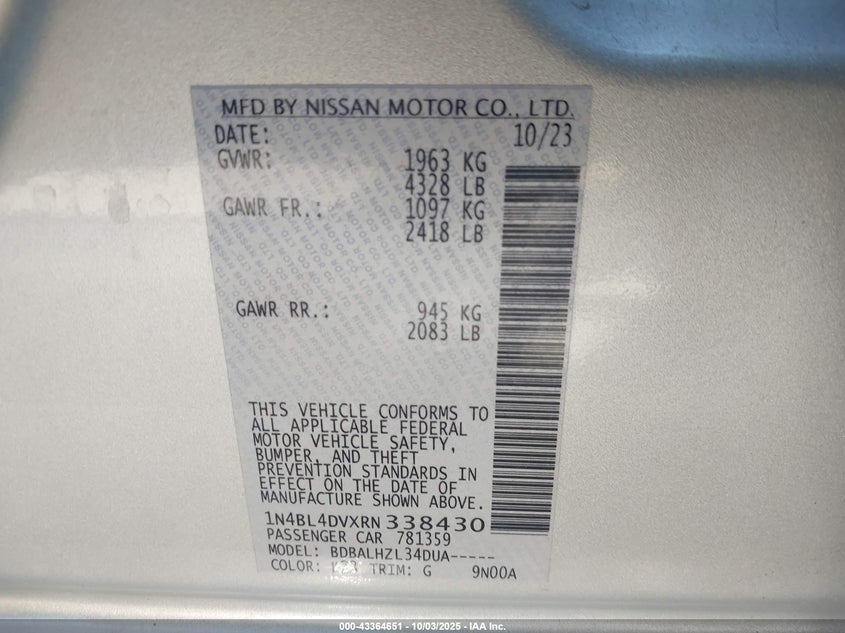 MFD BY NISSAN MOTOR CO., LTD.
DATE: 10/23
GVWR: 1963 KG
4328 LB
GAWR FR.: 1097 KG
2418 LB
GAWR RR.: 945 KG
2083 LB
THIS VEHICLE CONFORMS TO
ALL APPLICABLE FEDERAL
MOTOR VEHICLE SAFETY,
BUMPER, AND THEFT
PREVENTION STANDARDS IN
EFFECT ON THE DATE OF
MANUFACTURE SHOWN ABOVE.
1N4BL4DVXRN338430
PASSENGER CAR 781359
MODEL: BDBALHZL34DUA-----
COLOR: TRIM: G 9N00A
000-43364651 - 10/03/2025 - IAA Inc.